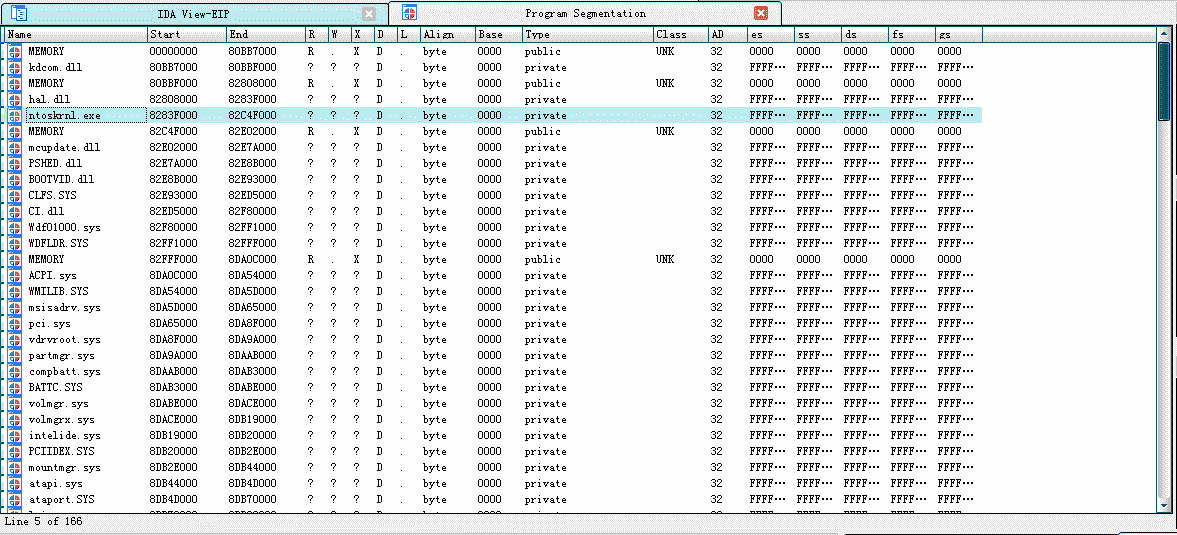 IDA View-EIP Program Segmentation
Name Start End R W X D L Align Base Type Class AD es ss ds fs gs
MEMORY 00000000 80BB7000 R . X D . byte 0000 public UNK 32 0000 0000 0000 0000 0000
kdcom.dll 80BB7000 80BBF000 ? ? ? D . byte 0000 private 32 FFFF… FFFF… FFFF… FFFF… FFFF…
MEMORY 80BBF000 82808000 R . X D . byte 0000 public UNK 32 0000 0000 0000 0000 0000
hal.dll 82808000 8283F000 ? ? ? D . byte 0000 private 32 FFFF… FFFF… FFFF… FFFF… FFFF…
ntoskrnl.exe 8283F000 82C4F000 ? ? ? D . byte 0000 private 32 FFFF… FFFF… FFFF… FFFF… FFFF…
MEMORY 82C4F000 82E02000 R . X D . byte 0000 public UNK 32 0000 0000 0000 0000 0000
mcupdate.dll 82E02000 82E7A000 ? ? ? D . byte 0000 private 32 FFFF… FFFF… FFFF… FFFF… FFFF…
PSHED.dll 82E7A000 82E8B000 ? ? ? D . byte 0000 private 32 FFFF… FFFF… FFFF… FFFF… FFFF…
BOOTVID.dll 82E8B000 82E93000 ? ? ? D . byte 0000 private 32 FFFF… FFFF… FFFF… FFFF… FFFF…
CLFS.SYS 82E93000 82ED5000 ? ? ? D . byte 0000 private 32 FFFF… FFFF… FFFF… FFFF… FFFF…
CI.dll 82ED5000 82F80000 ? ? ? D . byte 0000 private 32 FFFF… FFFF… FFFF… FFFF… FFFF…
Wdf01000.sys 82F80000 82FF1000 ? ? ? D . byte 0000 private 32 FFFF… FFFF… FFFF… FFFF… FFFF…
WDFLDR.SYS 82FF1000 82FFF000 ? ? ? D . byte 0000 private 32 FFFF… FFFF… FFFF… FFFF… FFFF…
MEMORY 82FFF000 8DA0C000 R . X D . byte 0000 public UNK 32 0000 0000 0000 0000 0000
ACPI.sys 8DA0C000 8DA54000 ? ? ? D . byte 0000 private 32 FFFF… FFFF… FFFF… FFFF… FFFF…
WMILIB.SYS 8DA54000 8DA5D000 ? ? ? D . byte 0000 private 32 FFFF… FFFF… FFFF… FFFF… FFFF…
msisadrv.sys 8DA5D000 8DA65000 ? ? ? D . byte 0000 private 32 FFFF… FFFF… FFFF… FFFF… FFFF…
pci.sys 8DA65000 8DA8F000 ? ? ? D . byte 0000 private 32 FFFF… FFFF… FFFF… FFFF… FFFF…
vdrvroot.sys 8DA8F000 8DA9A000 ? ? ? D . byte 0000 private 32 FFFF… FFFF… FFFF… FFFF… FFFF…
partmgr.sys 8DA9A000 8DAAB000 ? ? ? D . byte 0000 private 32 FFFF… FFFF… FFFF… FFFF… FFFF…
compbatt.sys 8DAAB000 8DAB3000 ? ? ? D . byte 0000 private 32 FFFF… FFFF… FFFF… FFFF… FFFF…
BATTC.SYS 8DAB3000 8DABE000 ? ? ? D . byte 0000 private 32 FFFF… FFFF… FFFF… FFFF… FFFF…
volmgr.sys 8DABE000 8DACE000 ? ? ? D . byte 0000 private 32 FFFF… FFFF… FFFF… FFFF… FFFF…
volmgrx.sys 8DACE000 8DB19000 ? ? ? D . byte 0000 private 32 FFFF… FFFF… FFFF… FFFF… FFFF…
intelide.sys 8DB19000 8DB20000 ? ? ? D . byte 0000 private 32 FFFF… FFFF… FFFF… FFFF… FFFF…
PCIIDEX.SYS 8DB20000 8DB2E000 ? ? ? D . byte 0000 private 32 FFFF… FFFF… FFFF… FFFF… FFFF…
mountmgr.sys 8DB2E000 8DB44000 ? ? ? D . byte 0000 private 32 FFFF… FFFF… FFFF… FFFF… FFFF…
atapi.sys 8DB44000 8DB4D000 ? ? ? D . byte 0000 private 32 FFFF… FFFF… FFFF… FFFF… FFFF…
ataport.SYS 8DB4D000 8DB70000 ? ? ? D . byte 0000 private 32 FFFF… FFFF… FFFF… FFFF… FFFF…
Line 5 of 166